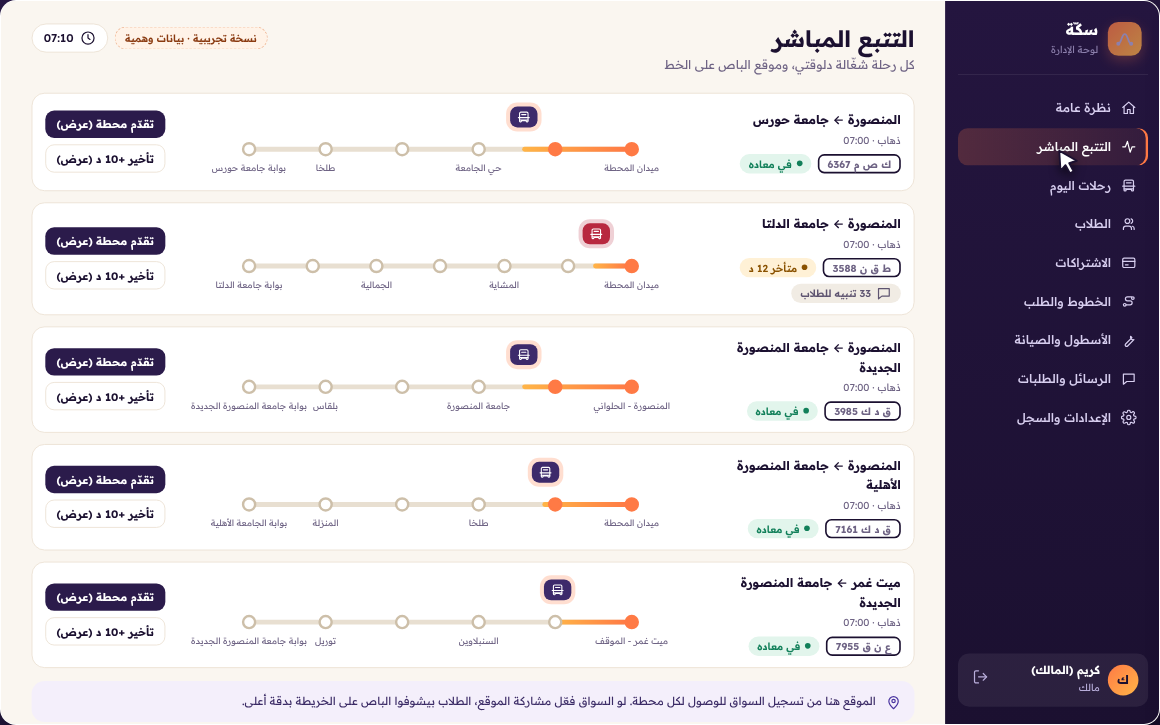 سكّة
لوحة الإدارة
نظرة عامة
التتبع المباشر
رحلات اليوم
الطلاب
الاشتراكات
الخطوط والطلب
الأسطول والصيانة
الرسائل والطلبات
الإعدادات والسجل
ك
كريم (المالك)
مالك
التتبع المباشر
كل رحلة شغّالة دلوقتي، وموقع الباص على الخط
نسخة تجريبية · بيانات وهمية
07:10
المنصورة ← جامعة حورس
ذهاب · 07:00
ك ص م 6367
في معاده
ميدان المحطة
حي الجامعة
طلخا
بوابة جامعة حورس
تقدّم محطة (عرض)
تأخير +10 د (عرض)
المنصورة ← جامعة الدلتا
ذهاب · 07:00
ط ق ن 3588
متأخر 12 د
33 تنبيه للطلاب
ميدان المحطة
المشاية
الجمالية
بوابة جامعة الدلتا
تقدّم محطة (عرض)
تأخير +10 د (عرض)
المنصورة ← جامعة المنصورة
الجديدة
ذهاب · 07:00
ق د ك 3985
في معاده
المنصورة - الحلواني
جامعة المنصورة
بلقاس
بوابة جامعة المنصورة الجديدة
تقدّم محطة (عرض)
تأخير +10 د (عرض)
المنصورة ← جامعة المنصورة
الأهلية
ذهاب · 07:00
ق د ك 7161
في معاده
ميدان المحطة
طلخا
المنزلة
بوابة الجامعة الأهلية
تقدّم محطة (عرض)
تأخير +10 د (عرض)
ميت غمر ← جامعة المنصورة
الجديدة
ذهاب · 07:00
ع ن ق 7955
في معاده
ميت غمر - الموقف
السنبلاوين
توريل
بوابة جامعة المنصورة الجديدة
تقدّم محطة (عرض)
تأخير +10 د (عرض)
الموقع هنا من تسجيل السواق للوصول لكل محطة. لو السواق فعّل مشاركة الموقع، الطلاب بيشوفوا الباص على الخريطة بدقة أعلى.